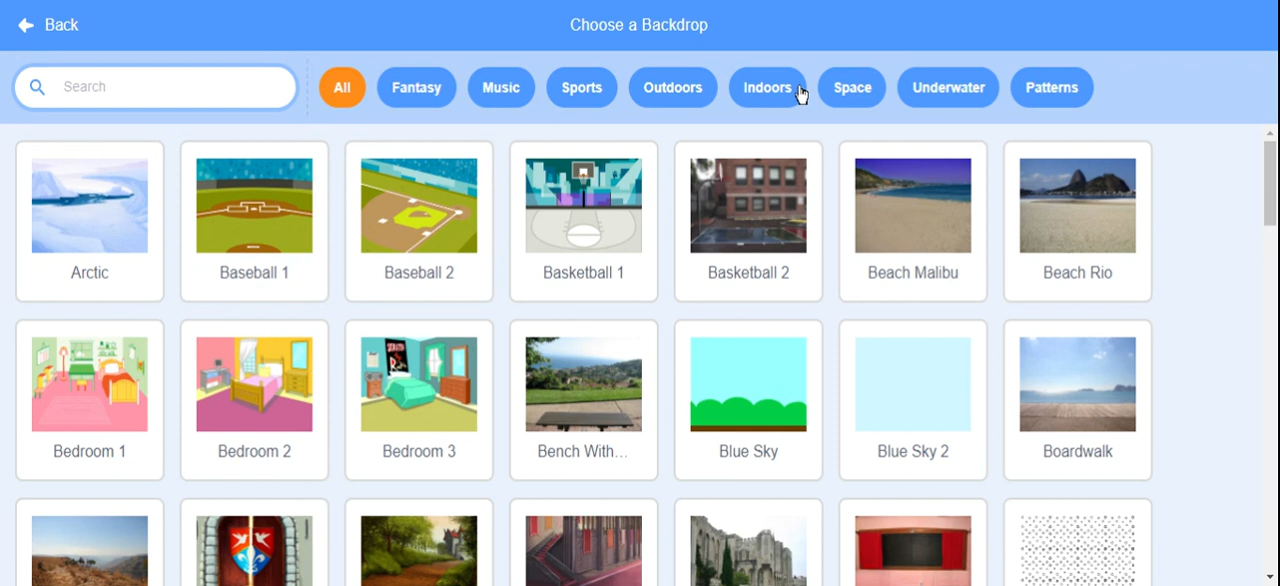 Back
Choose a Backdrop
Search
All Fantasy Music Sports Outdoors Indoors Space Underwater Patterns
Arctic Baseball 1 Baseball 2 Basketball 1 Basketball 2 Beach Malibu Beach Rio
Bedroom 1 Bedroom 2 Bedroom 3 Bench With... Blue Sky Blue Sky 2 Boardwalk